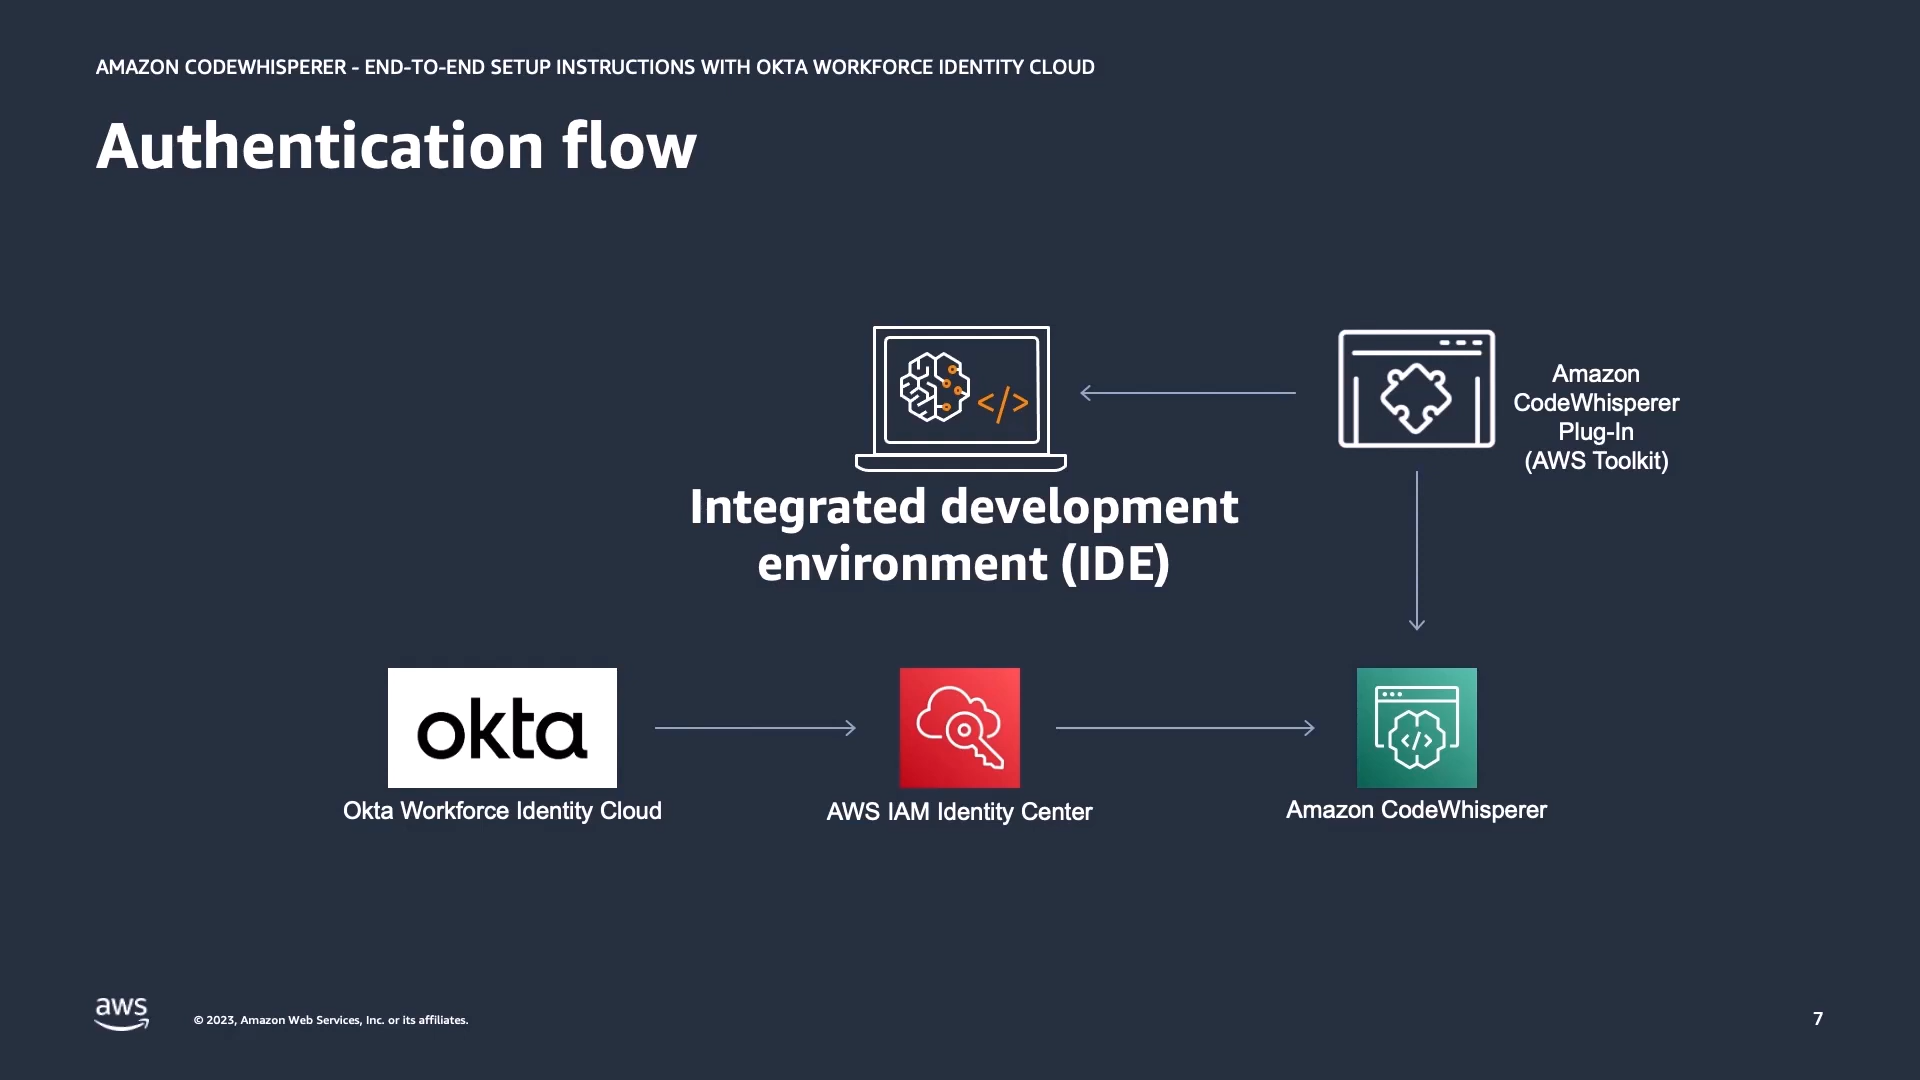 AMAZON CODEWHISPERER - END-TO-END SETUP INSTRUCTIONS WITH OKTA WORKFORCE IDENTITY CLOUD
Authentication flow
</>
Amazon
CodeWhisperer
Plug-In
(AWS Toolkit)
Integrated development
environment (IDE)
okta
</>
Okta Workforce Identity Cloud
AWS IAM Identity Center
Amazon CodeWhisperer
aws
© 2023, Amazon Web Services, Inc. or its affiliates.
7